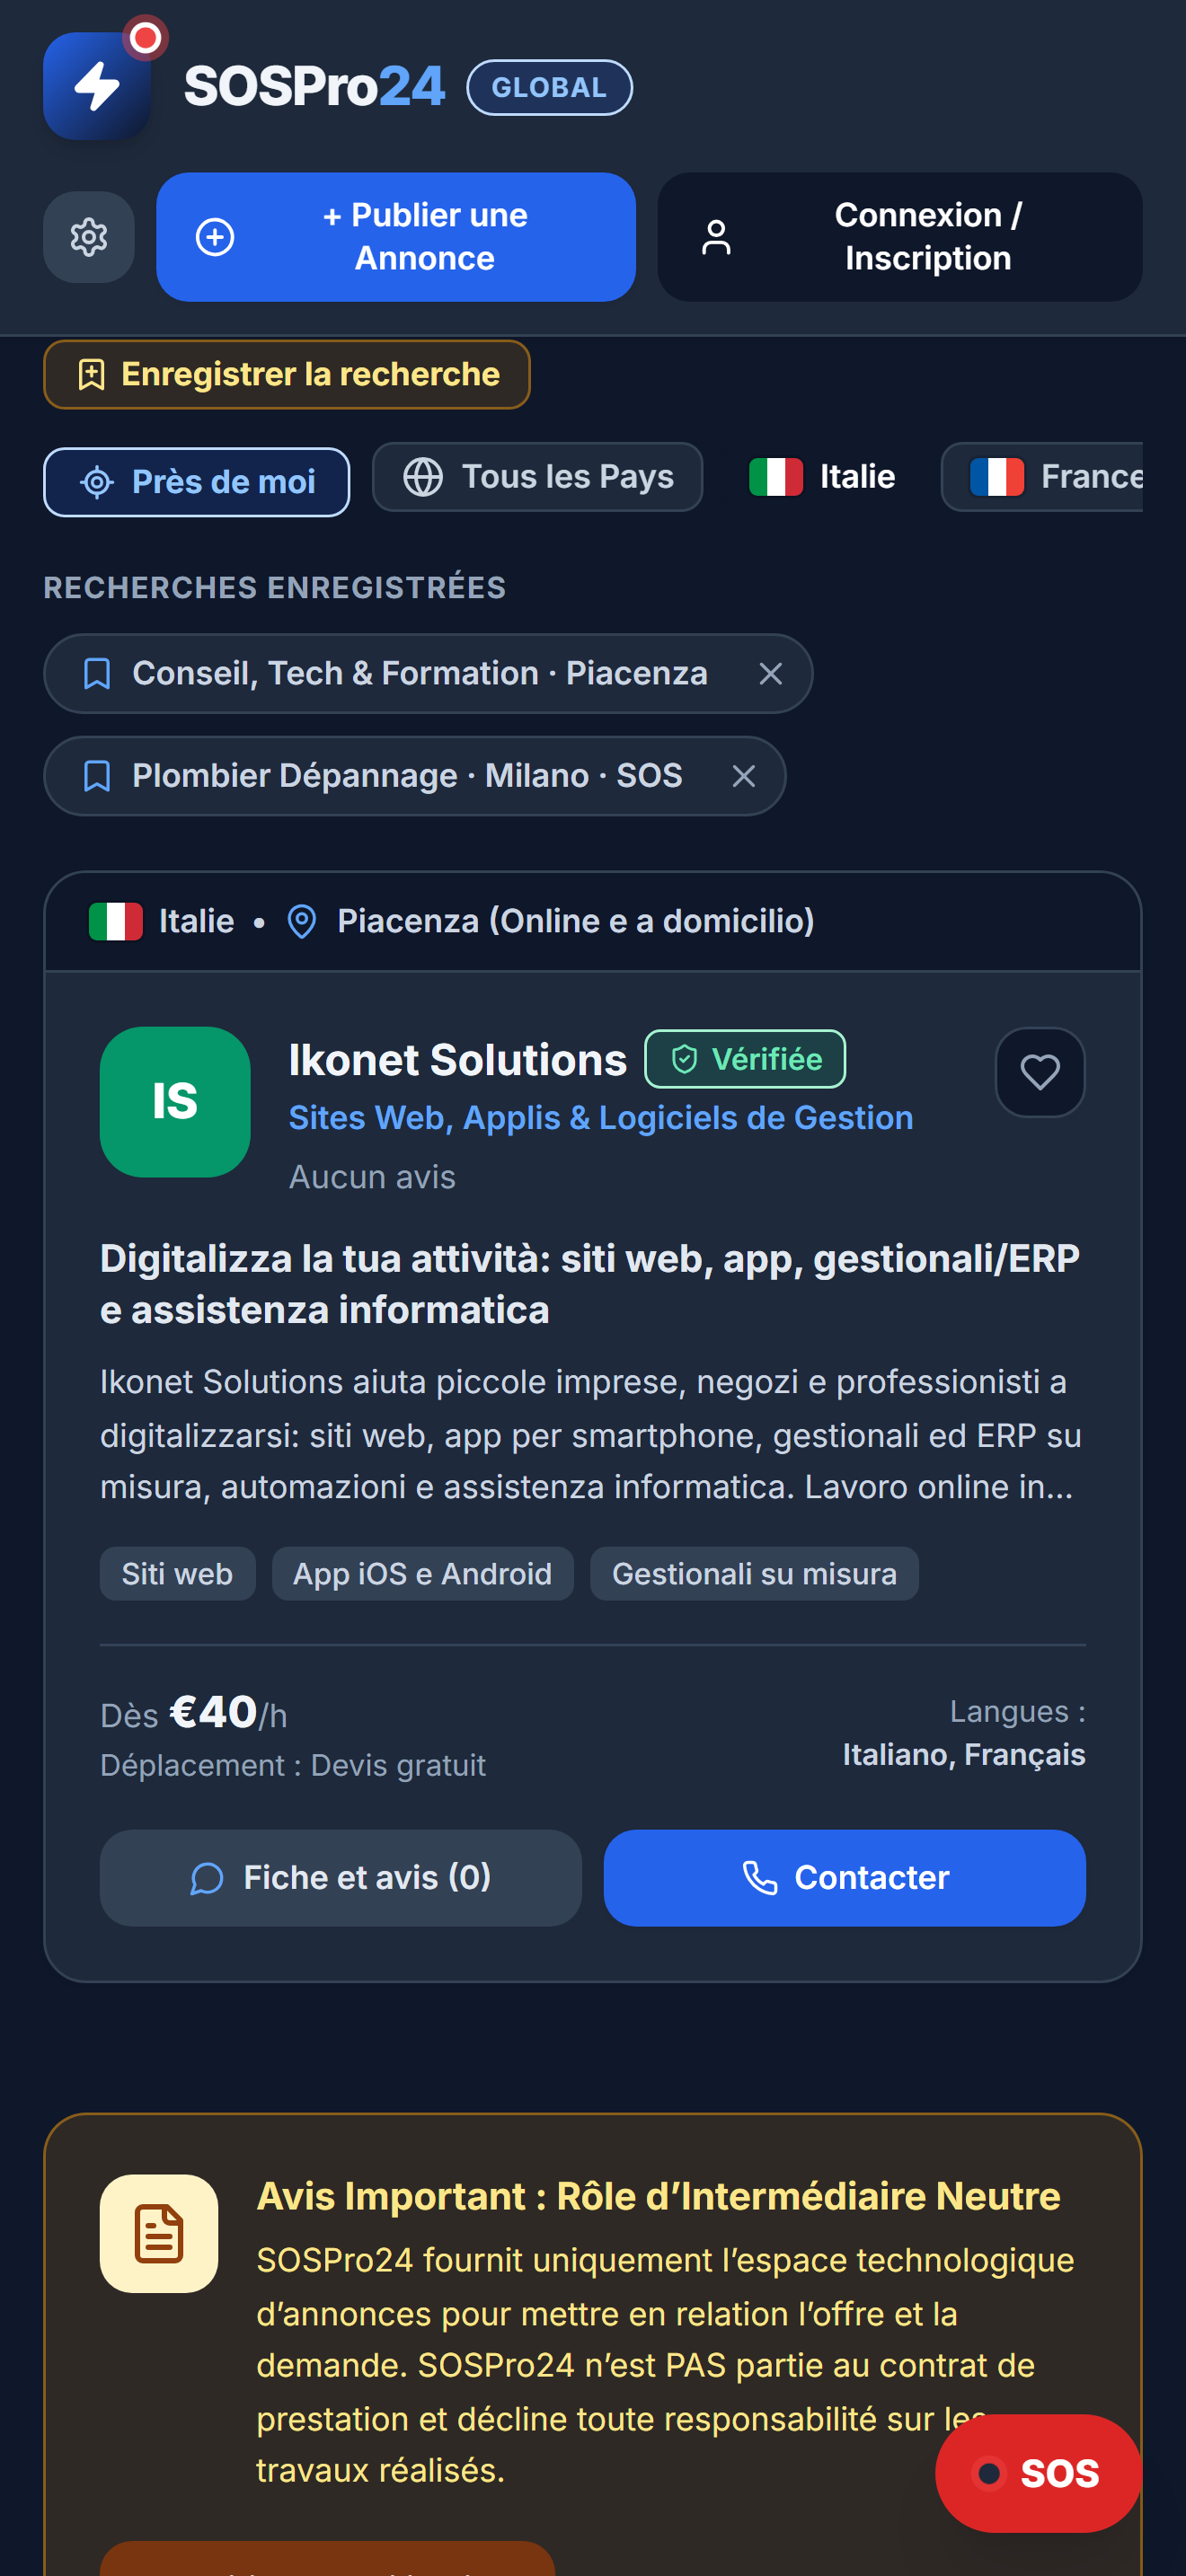 SOSPro24 GLOBAL
+ Publier une
Annonce
Connexion /
Inscription
Enregistrer la recherche
Près de moi
Tous les Pays
Italie
France
RECHERCHES ENREGISTRÉES
Conseil, Tech & Formation · Piacenza
Plombier Dépannage · Milano · SOS
Italie • Piacenza (Online e a domicilio)
IS
Ikonet Solutions
Vérifiée
Sites Web, Applis & Logiciels de Gestion
Aucun avis
Digitalizza la tua attività: siti web, app, gestionali/ERP
e assistenza informatica
Ikonet Solutions aiuta piccole imprese, negozi e professionisti a
digitalizzarsi: siti web, app per smartphone, gestionali ed ERP su
misura, automazioni e assistenza informatica. Lavoro online in...
Siti web
App iOS e Android
Gestionali su misura
Dès €40/h
Déplacement : Devis gratuit
Langues :
Italiano, Français
Fiche et avis (0)
Contacter
Avis Important : Rôle d’Intermédiaire Neutre
SOSPro24 fournit uniquement l’espace technologique
d’annonces pour mettre en relation l’offre et la
demande. SOSPro24 n’est PAS partie au contrat de
prestation et décline toute responsabilité sur les
travaux réalisés.
SOS